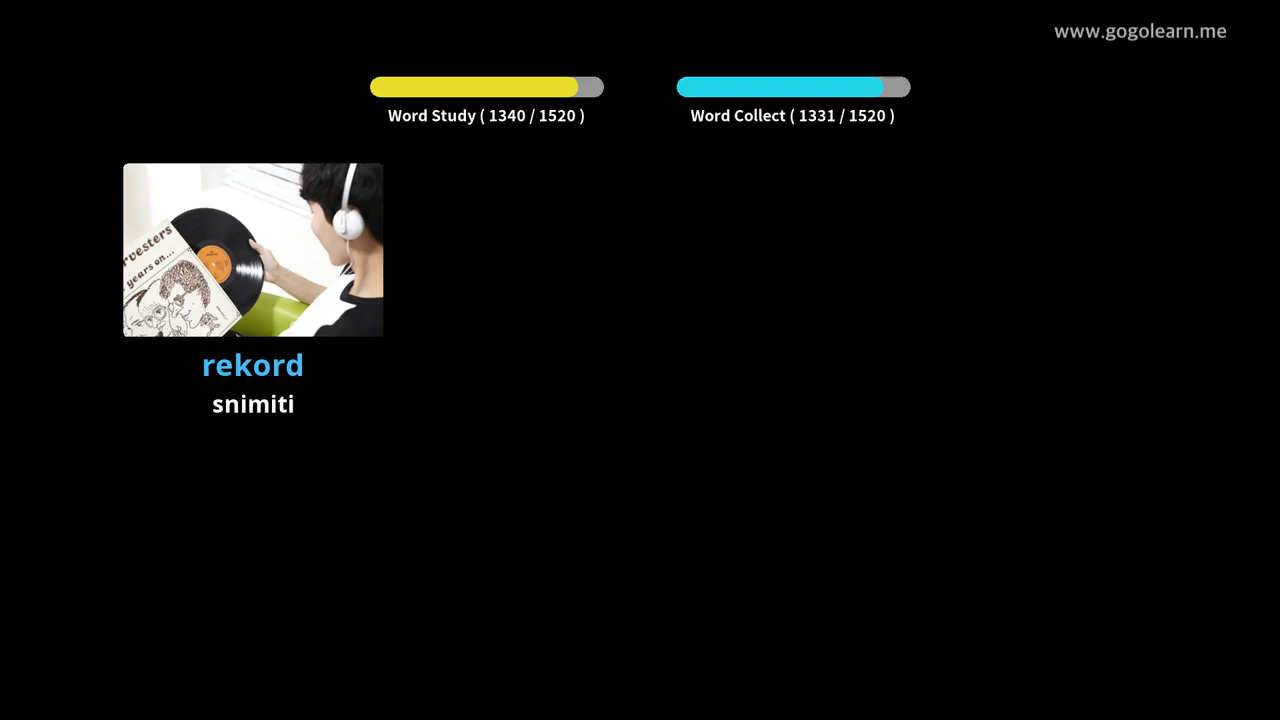 www.gogolearn.me
Word Study ( 1340 / 1520 )
Word Collect ( 1331 / 1520 )
rvesters
years on...
rekord
snimiti